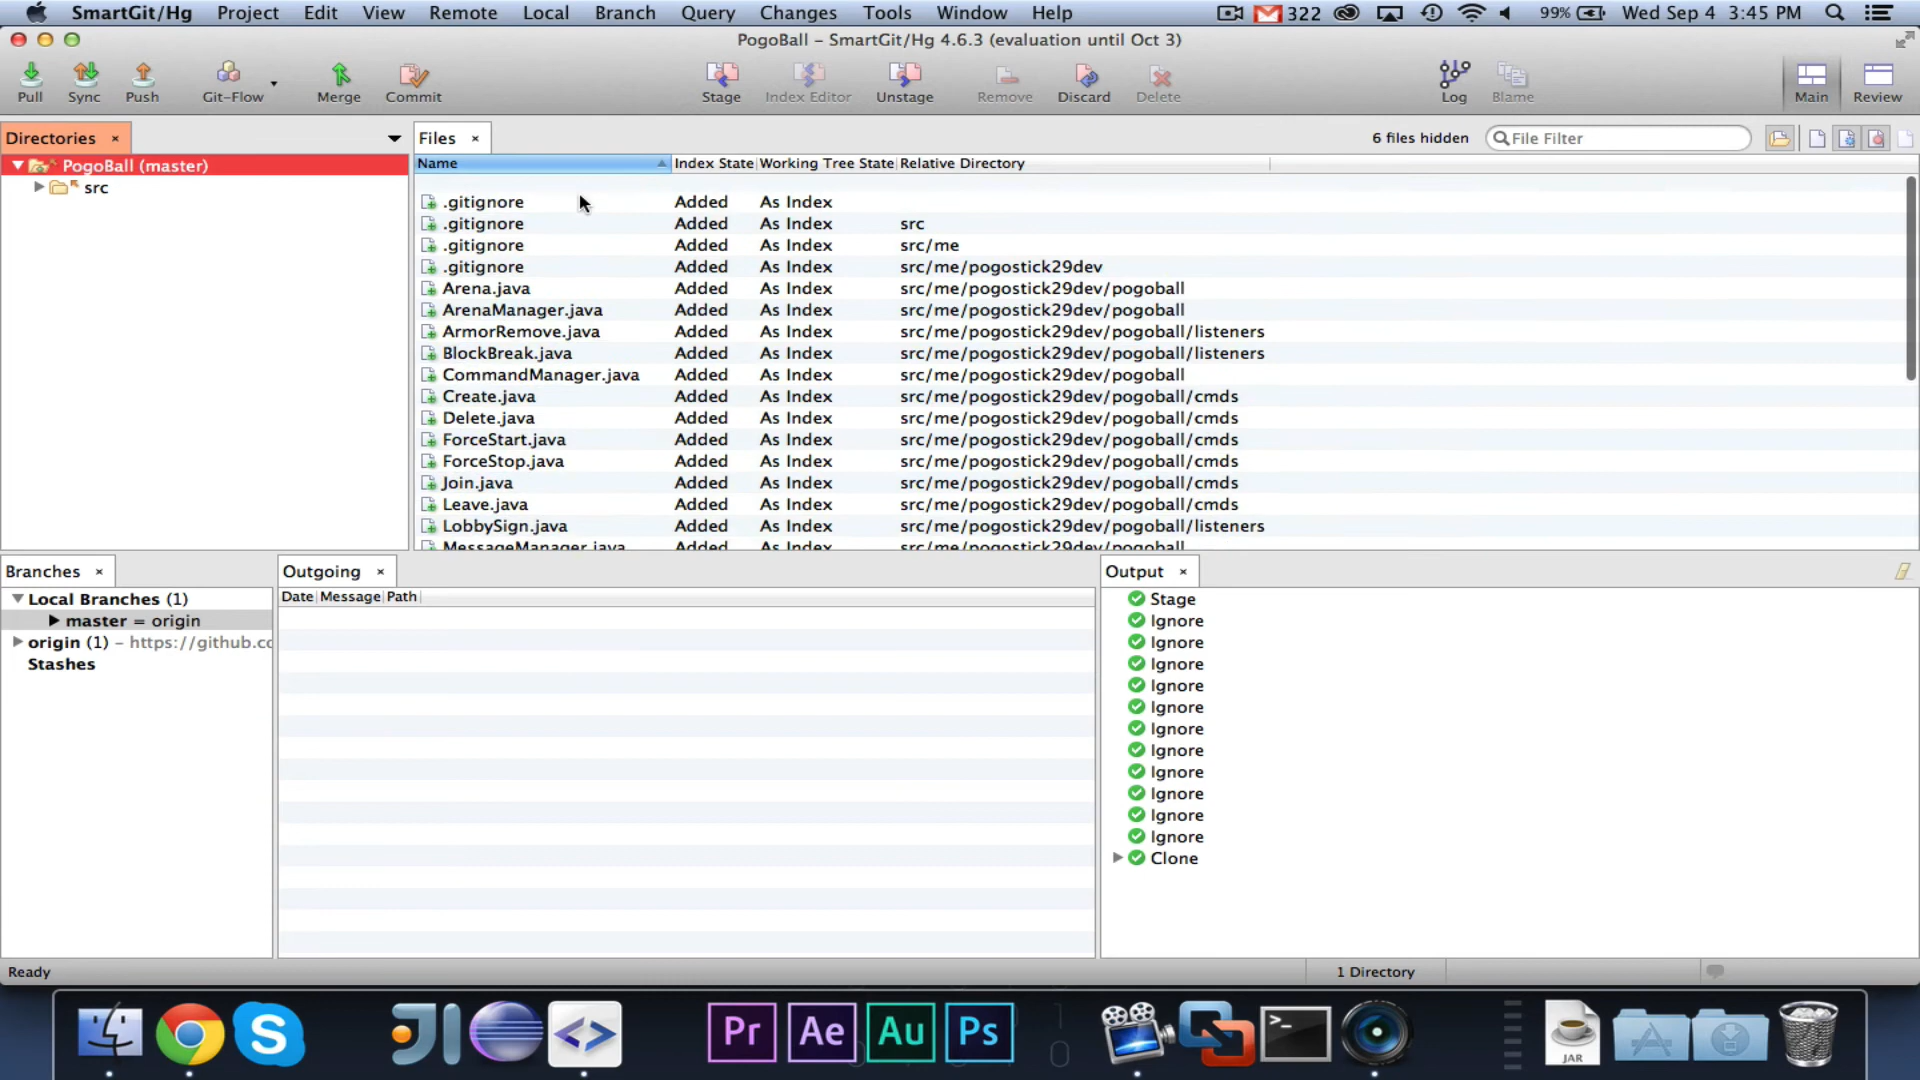 SmartGit/Hg Project Edit View Remote Local Branch Query Changes Tools Window Help 322 99% Wed Sep 4 3:45 PM
PogoBall – SmartGit/Hg 4.6.3 (evaluation until Oct 3)
Pull Sync Push Git-Flow Merge Commit Stage Index Editor Unstage Remove Discard Delete Log Blame Main Review
Directories Files 6 files hidden File Filter
Name Index State Working Tree State Relative Directory
PogoBall (master)
src
.gitignore Added As Index
.gitignore Added As Index src
.gitignore Added As Index src/me
.gitignore Added As Index src/me/pogostick29dev
Arena.java Added As Index src/me/pogostick29dev/pogoball
ArenaManager.java Added As Index src/me/pogostick29dev/pogoball
ArmorRemove.java Added As Index src/me/pogostick29dev/pogoball/listeners
BlockBreak.java Added As Index src/me/pogostick29dev/pogoball/listeners
CommandManager.java Added As Index src/me/pogostick29dev/pogoball
Create.java Added As Index src/me/pogostick29dev/pogoball/cmds
Delete.java Added As Index src/me/pogostick29dev/pogoball/cmds
ForceStart.java Added As Index src/me/pogostick29dev/pogoball/cmds
ForceStop.java Added As Index src/me/pogostick29dev/pogoball/cmds
Join.java Added As Index src/me/pogostick29dev/pogoball/cmds
Leave.java Added As Index src/me/pogostick29dev/pogoball/cmds
LobbySign.java Added As Index src/me/pogostick29dev/pogoball/listeners
MessageManager.java Added As Index src/me/pogostick29dev/pogoball
Branches
Local Branches (1)
master = origin
origin (1) – https://github.cc
Stashes
Outgoing
Date Message Path
Output
Stage
Ignore
Ignore
Ignore
Ignore
Ignore
Ignore
Ignore
Ignore
Ignore
Ignore
Ignore
Clone
Ready 1 Directory
Pr Ae Au Ps JAR